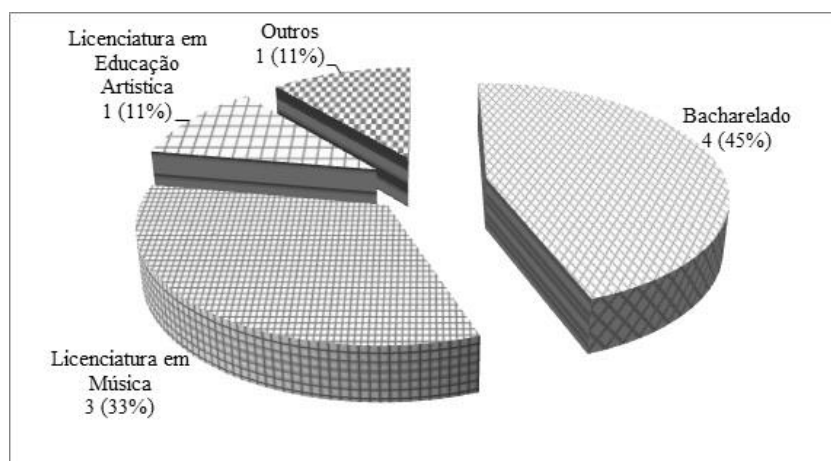 Licenciatura em
Educação
Artística
1 (11%)
Outros
1 (11%)
Bacharelado
4 (45%)
Licenciatura em
Música
3 (33%)